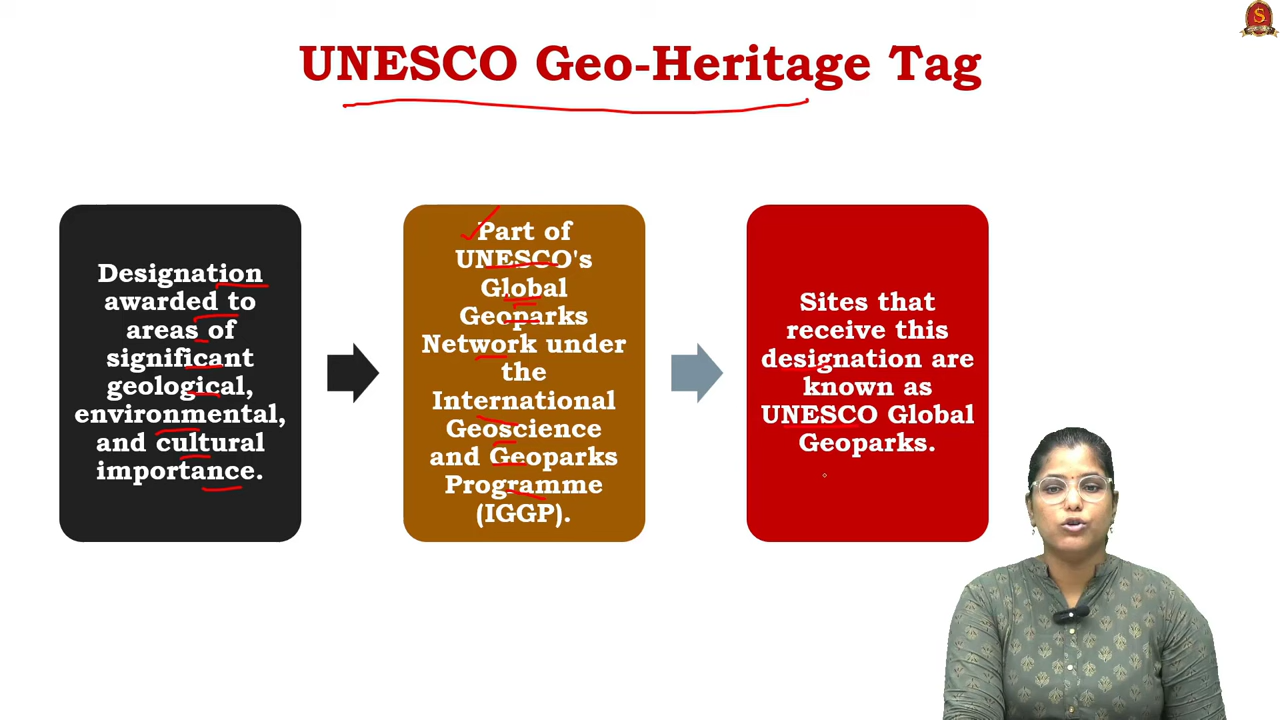 UNESCO Geo-Heritage Tag
Designation
awarded to
areas of
significant
geological,
environmental,
and cultural
importance.
Part of
UNESCO's
Global
Geoparks
Network under
the
International
Geoscience
and Geoparks
Programme
(IGGP).
Sites that
receive this
designation are
known as
UNESCO Global
Geoparks.
S